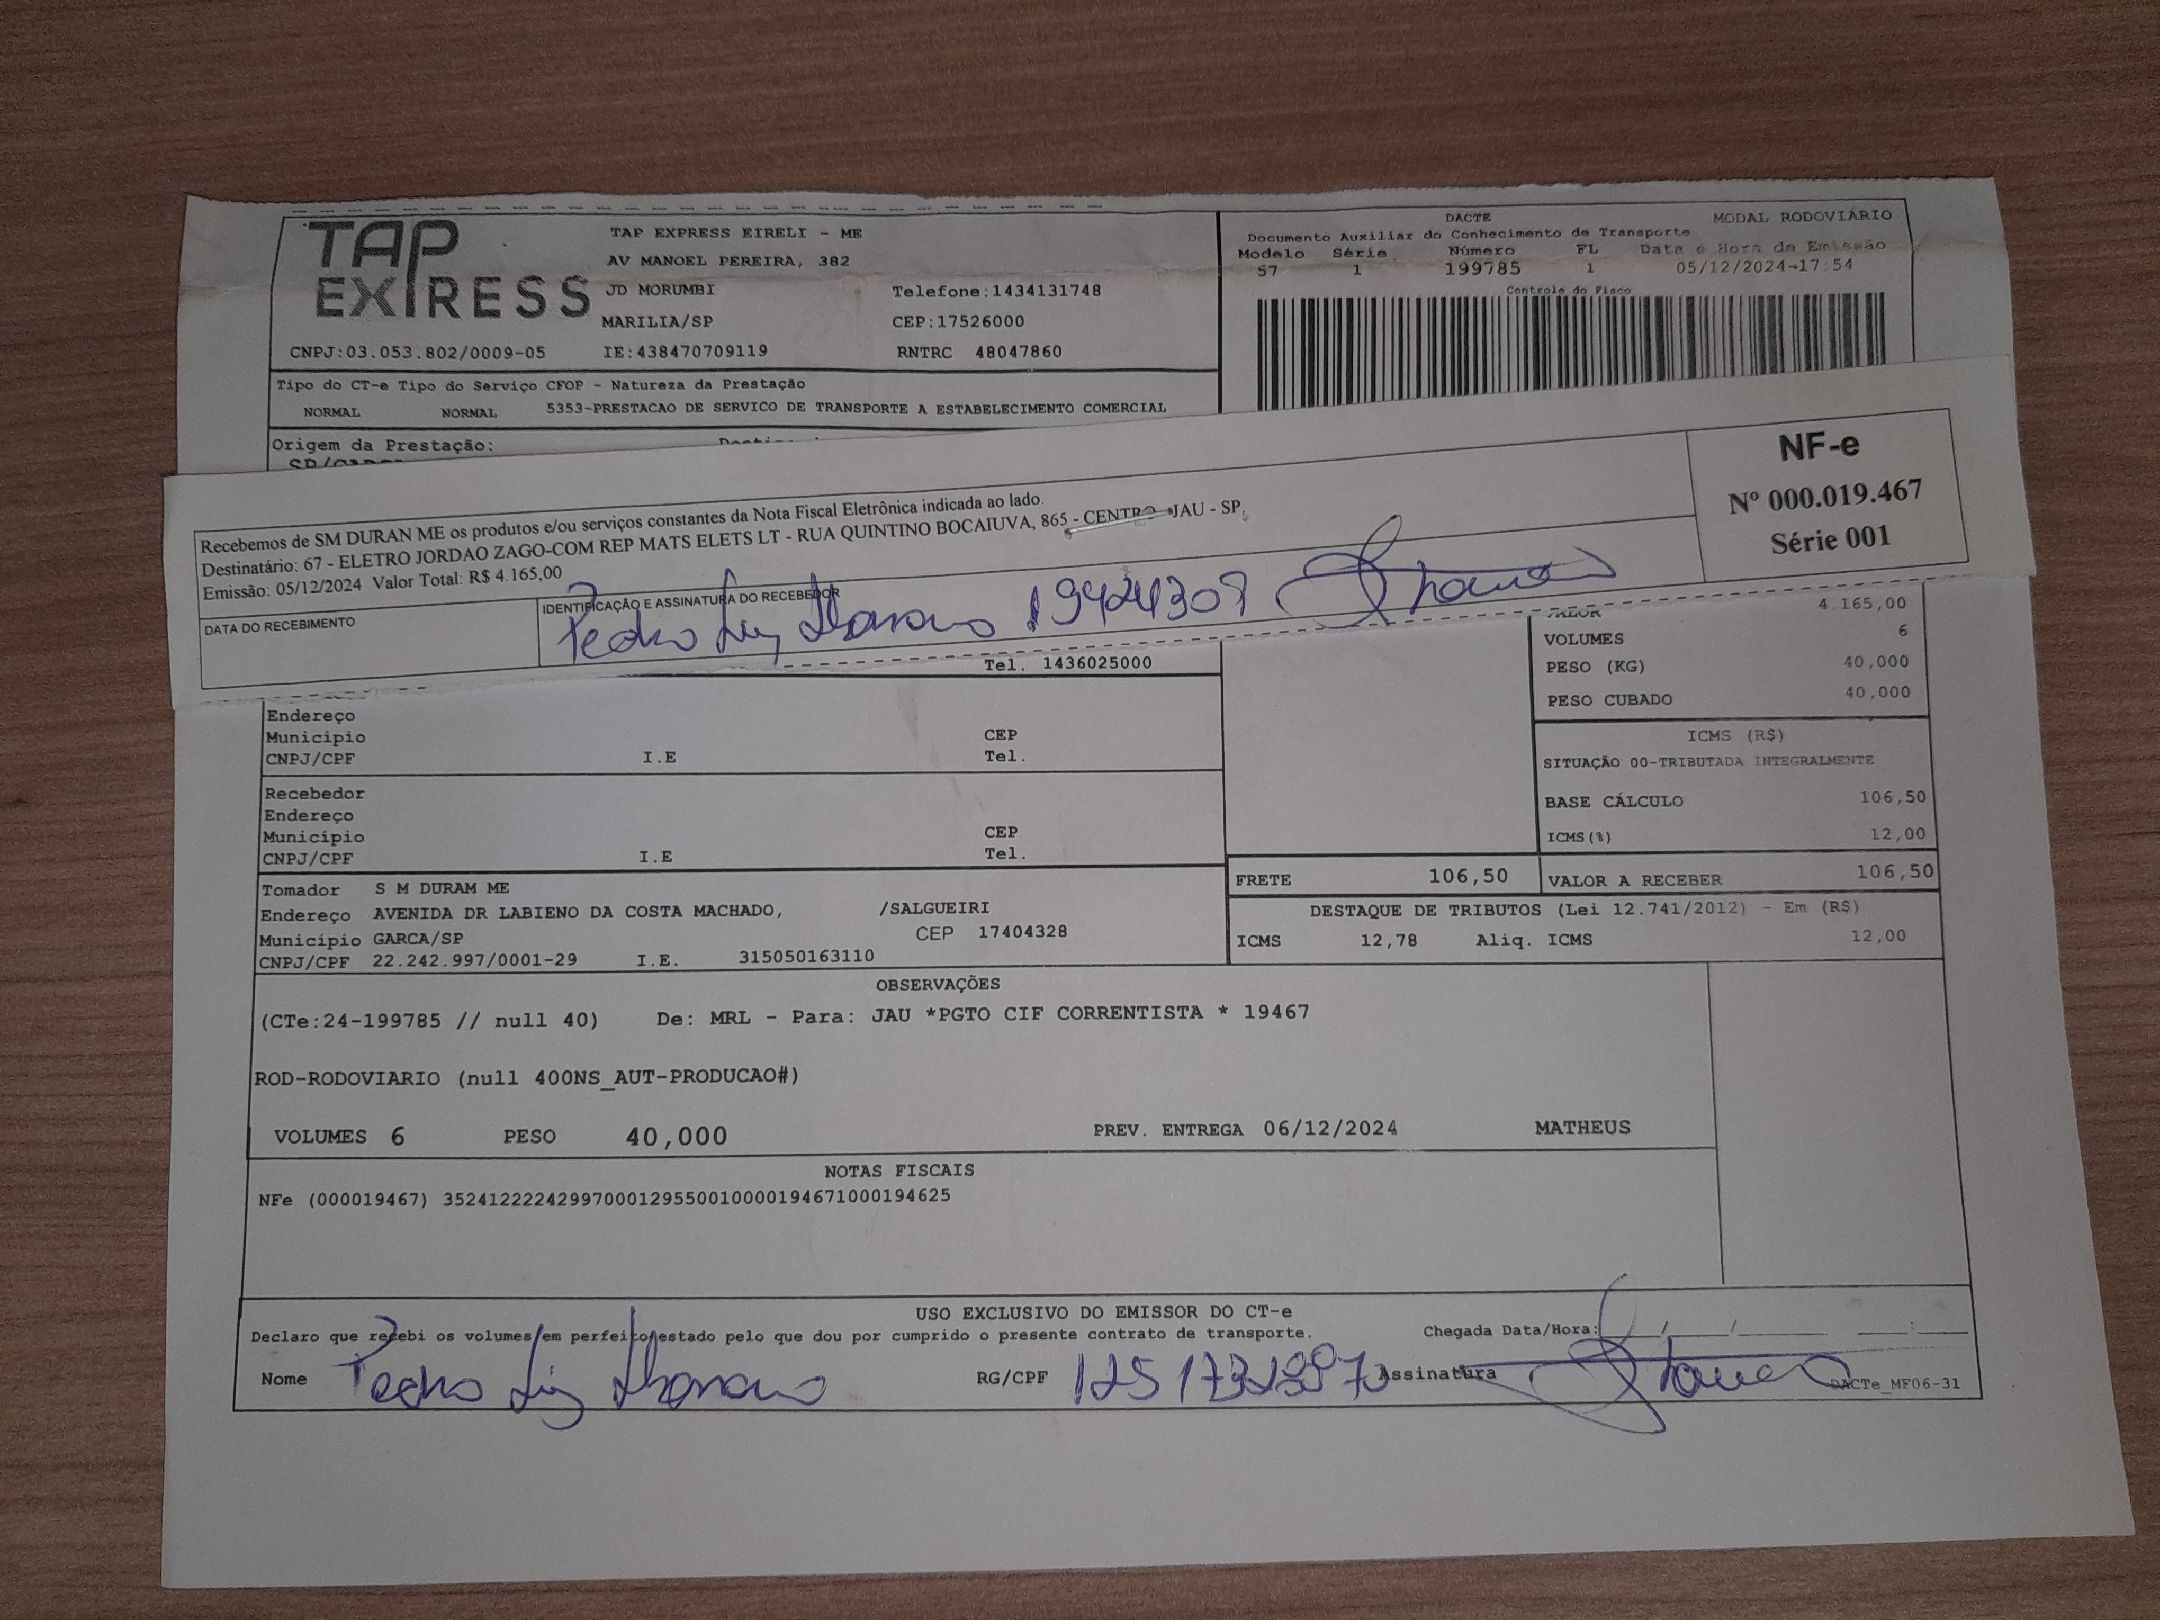 TAP EXPRESS
TAP EXPRESS EIRELI - ME
AV MANOEL PEREIRA, 382
JD MORUMBI Telefone:1434131748
MARILIA/SP CEP:17526000
CNPJ:03.053.802/0009-05 IE:438470709119 RNTRC 48047860
DACTE MODAL RODOVIÁRIO
Documento Auxiliar do Conhecimento de Transporte
Modelo Série Número FL Data e Hora de Emissão
57 1 199785 1 05/12/2024-17:54
Controle do Fisco
Tipo do CT-e Tipo do Serviço CFOP - Natureza da Prestação
NORMAL NORMAL 5353-PRESTACAO DE SERVICO DE TRANSPORTE A ESTABELECIMENTO COMERCIAL
Origem da Prestação:
Recebemos de SM DURAN ME os produtos e/ou serviços constantes da Nota Fiscal Eletrônica indicada ao lado.
Destinatário: 67 - ELETRO JORDAO ZAGO-COM REP MATS ELETS LT - RUA QUINTINO BOCAIUVA, 865 - CENTRO - JAU - SP,
Emissão: 05/12/2024 Valor Total: R$ 4.165,00
DATA DO RECEBIMENTO
IDENTIFICAÇÃO E ASSINATURA DO RECEBEDOR
Pedro Luiz 19424309
NF-e
Nº 000.019.467
Série 001
Tel. 1436025000
VALOR 4.165,00
VOLUMES 6
PESO (KG) 40,000
PESO CUBADO 40,000
Endereço
Município CEP
CNPJ/CPF I.E Tel.
Recebedor
Endereço
Município CEP
CNPJ/CPF I.E Tel.
ICMS (R$)
SITUAÇÃO 00-TRIBUTADA INTEGRALMENTE
BASE CÁLCULO 106,50
ICMS(%) 12,00
FRETE 106,50 VALOR A RECEBER 106,50
Tomador S M DURAM ME
Endereço AVENIDA DR LABIENO DA COSTA MACHADO, /SALGUEIRI
Município GARCA/SP CEP 17404328
CNPJ/CPF 22.242.997/0001-29 I.E. 315050163110
DESTAQUE DE TRIBUTOS (Lei 12.741/2012) - Em (R$)
ICMS 12,78 Aliq. ICMS 12,00
OBSERVAÇÕES
(CTe:24-199785 // null 40) De: MRL - Para: JAU *PGTO CIF CORRENTISTA * 19467
ROD-RODOVIARIO (null 400NS_AUT-PRODUCAO#)
VOLUMES 6 PESO 40,000 PREV. ENTREGA 06/12/2024 MATHEUS
NOTAS FISCAIS
NFe (000019467) 35241222242997000129550010000194671000194625
USO EXCLUSIVO DO EMISSOR DO CT-e
Declaro que recebi os volumes em perfeito estado pelo que dou por cumprido o presente contrato de transporte. Chegada Data/Hora: / / :
Nome Pedro Luiz RG/CPF Assinatura
DACTe_MF06-31